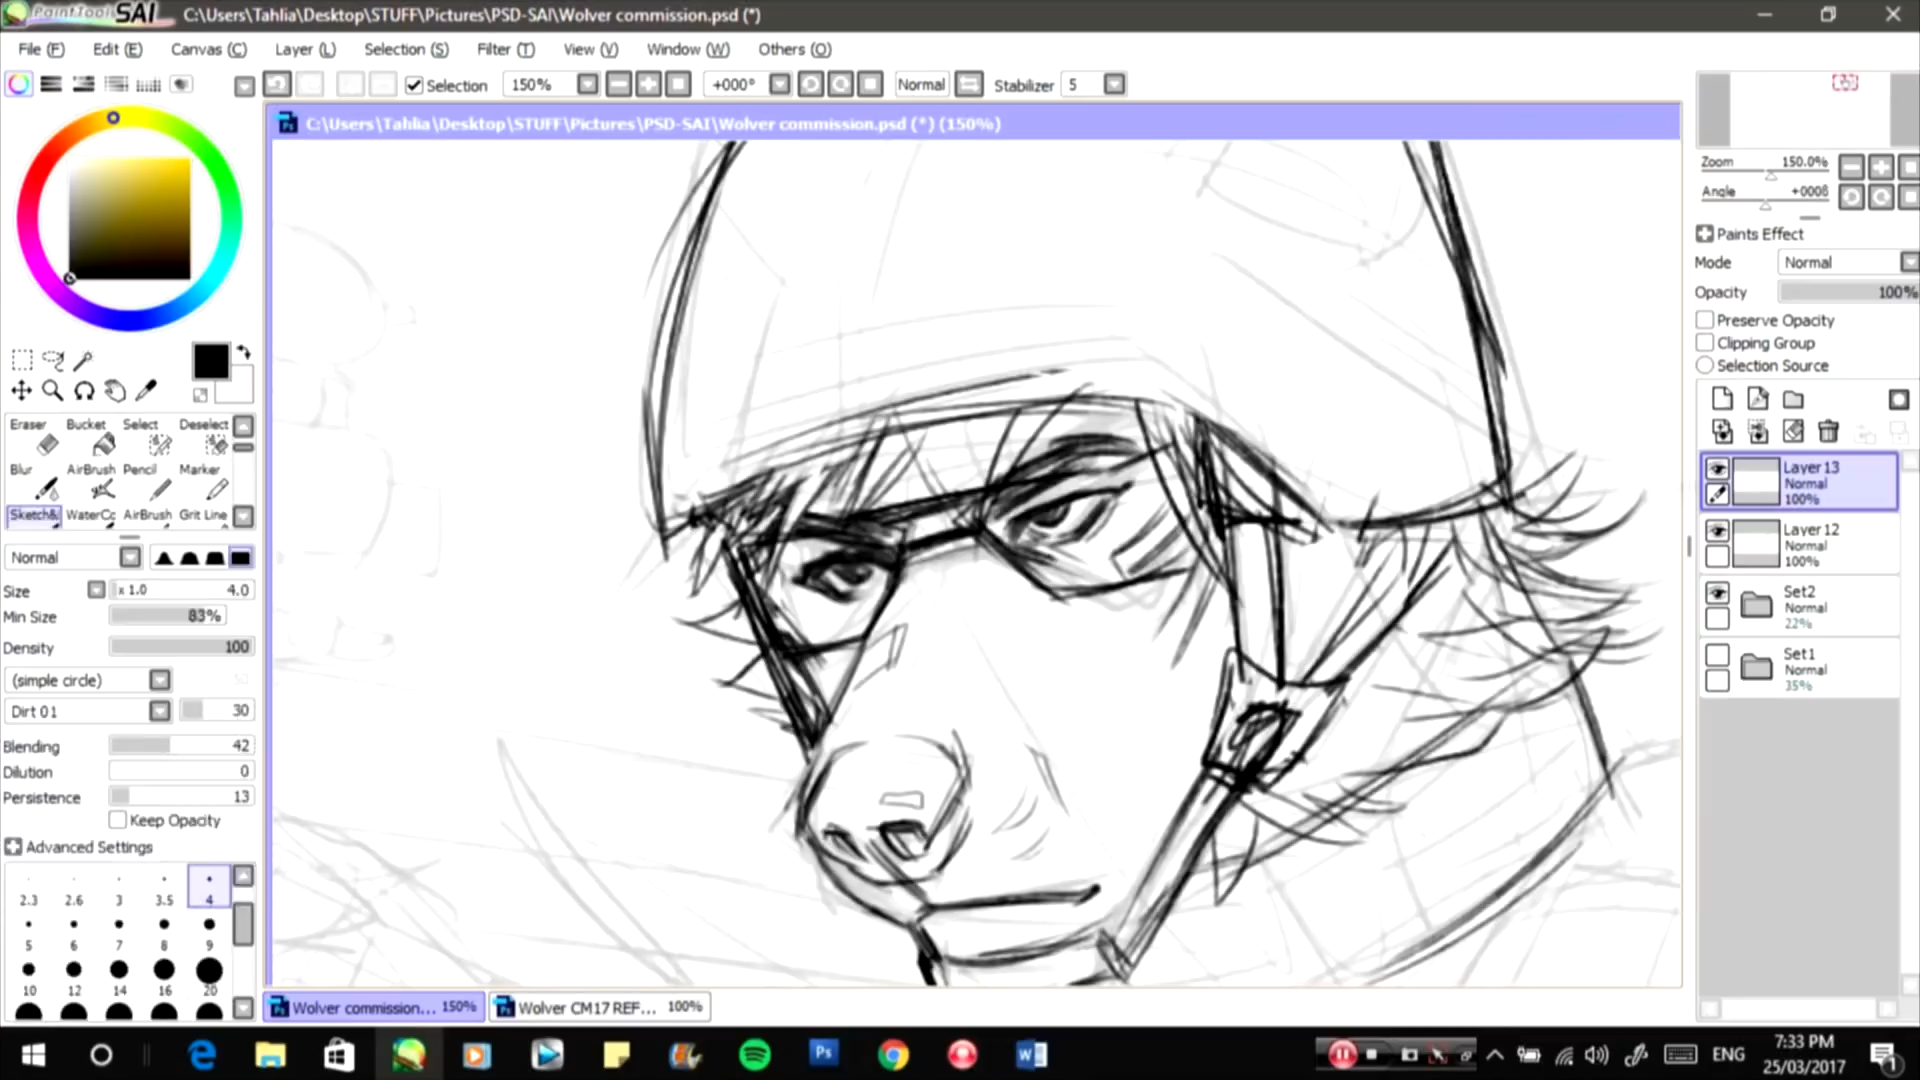 PaintTool SAI C:\Users\Tahlia\Desktop\STUFF\Pictures\PSD-SAI\Wolver commission.psd (*)
File (F) Edit (E) Canvas (C) Layer (L) Selection (S) Filter (T) View (V) Window (W) Others (O)
Selection 150% +000° Normal Stabilizer 5
C:\Users\Tahlia\Desktop\STUFF\Pictures\PSD-SAI\Wolver commission.psd (*) (150%)
Zoom 150.0%
Angle +000§
Paints Effect
Mode Normal
Opacity 100%
Preserve Opacity
Clipping Group
Selection Source
Layer13
Normal
100%
Layer12
Normal
100%
Set2
Normal
22%
Set1
Normal
35%
Eraser Bucket Select Deselect
Blur AirBrush Pencil Marker
Sketch& WaterCc AirBrush Grit Line
Normal
Size x 1.0 4.0
Min Size 83%
Density 100
(simple circle)
Dirt 01 30
Blending 42
Dilution 0
Persistence 13
Keep Opacity
Advanced Settings
2.3 2.6 3 3.5 4
5 6 7 8 9
10 12 14 16 20
Wolver commission... 150% Wolver CM17 REF... 100%
Ps
ENG
7:33 PM
25/03/2017
1